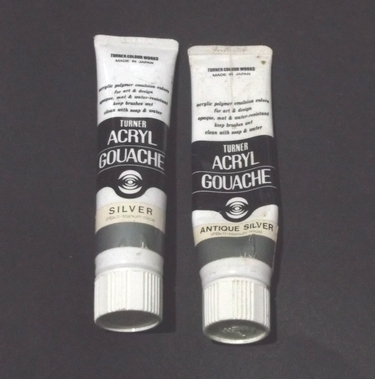 TURNER COLOUR WORKS
MADE IN JAPAN
acrylic polymer emulsion colours
for art & design
opaque, mat & water-resistant
keep brushes wet
clean with soap & water
TURNER
ACRYL
GOUACHE
SILVER
TURNER COLOUR WORKS
MADE IN JAPAN
acrylic polymer emulsion colours
for art & design
opaque, mat & water-resistant
keep brushes wet
clean with soap & water
TURNER
ACRYL
GOUACHE
ANTIQUE SILVER